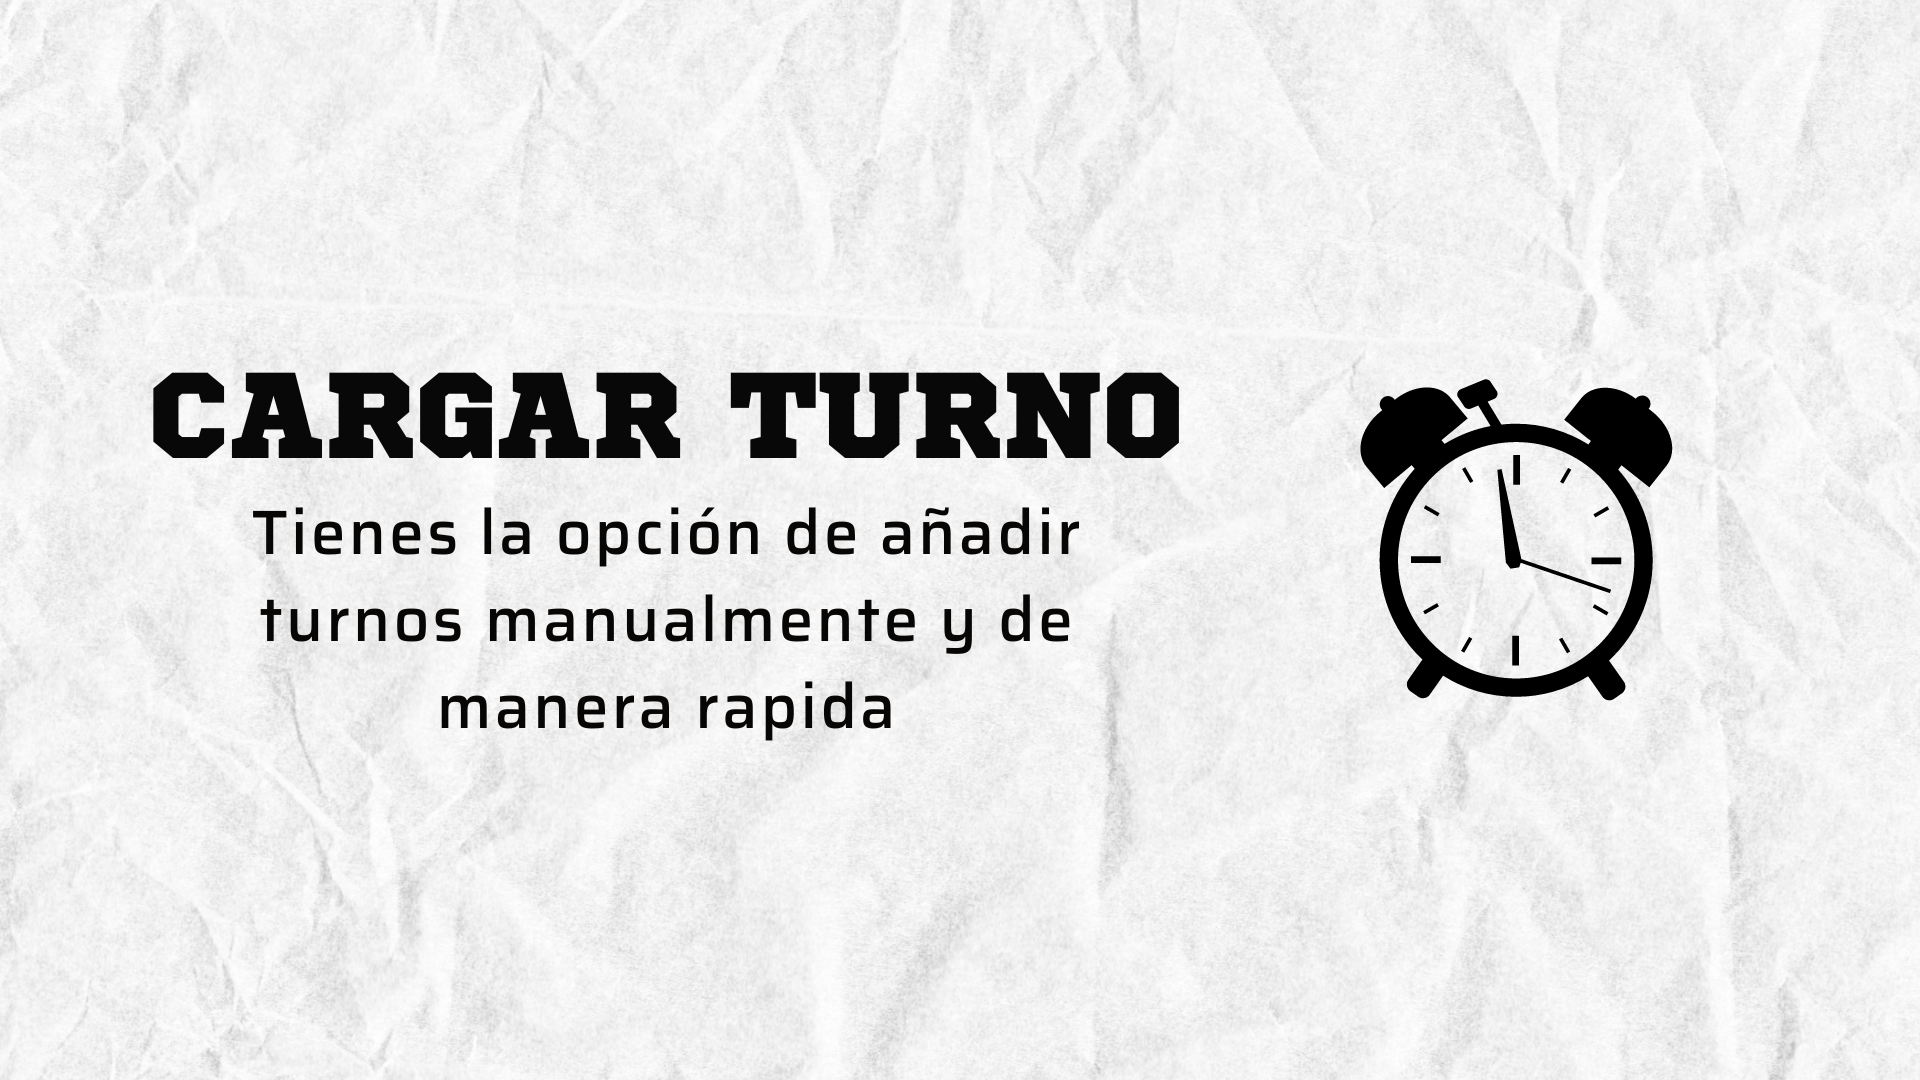 CARGAR TURNO
Tienes la opción de añadir
turnos manualmente y de
manera rapida